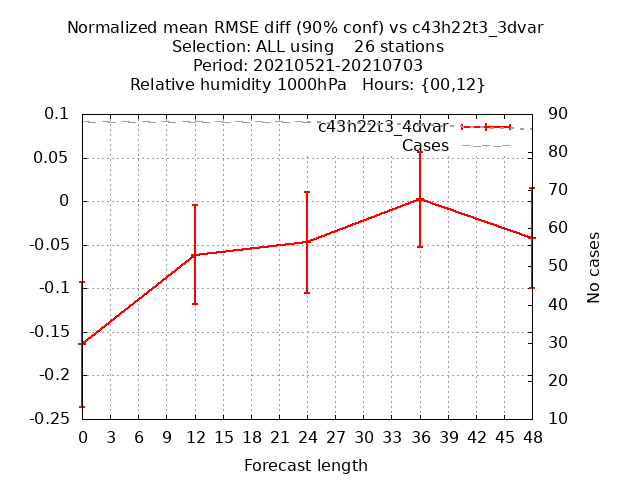 Normalized mean RMSE diff (90% conf) vs c43h22t3_3dvar
Selection: ALL using    26 stations
Period: 20210521-20210703
Relative humidity 1000hPa   Hours: {00,12}
c43h22t3_4dvar
Cases
0.1
0.05
0
-0.05
-0.1
-0.15
-0.2
-0.25
90
80
70
60
50
40
30
20
10
No cases
0 3 6 9 12 15 18 21 24 27 30 33 36 39 42 45 48
Forecast length